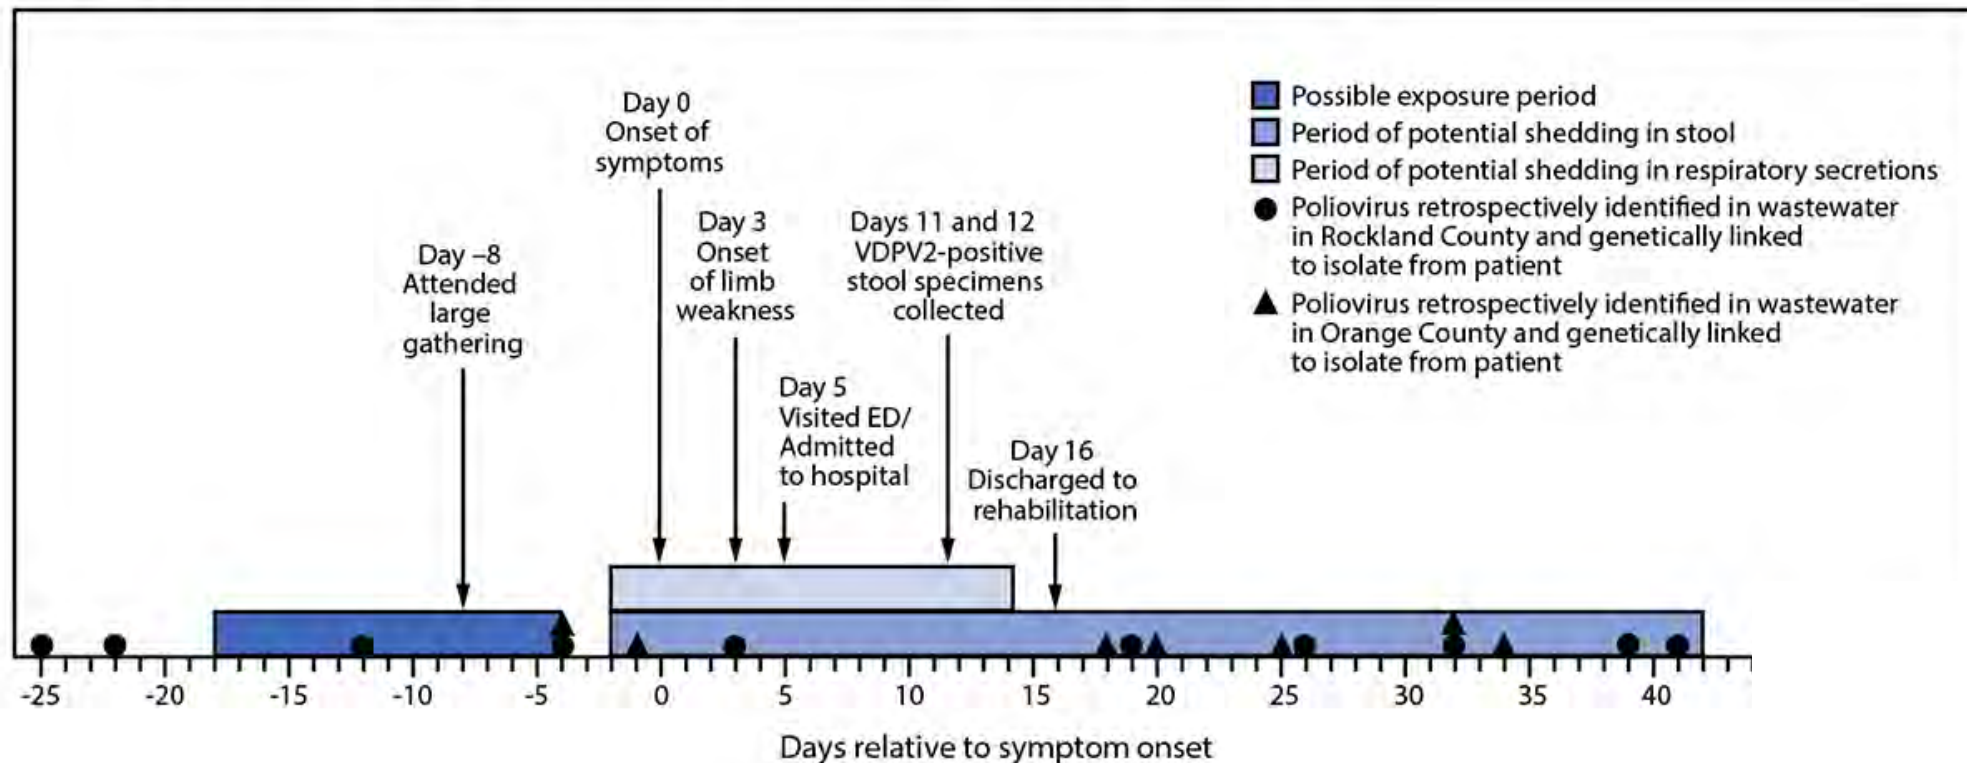 Day 0
Onset of
symptoms
Day –8
Attended
large
gathering
Day 3
Onset
of limb
weakness
Days 11 and 12
VDPV2-positive
stool specimens
collected
Day 5
Visited ED/
Admitted
to hospital
Day 16
Discharged to
rehabilitation
Possible exposure period
Period of potential shedding in stool
Period of potential shedding in respiratory secretions
Poliovirus retrospectively identified in wastewater
in Rockland County and genetically linked
to isolate from patient
Poliovirus retrospectively identified in wastewater
in Orange County and genetically linked
to isolate from patient
-25 -20 -15 -10 -5 0 5 10 15 20 25 30 35 40
Days relative to symptom onset